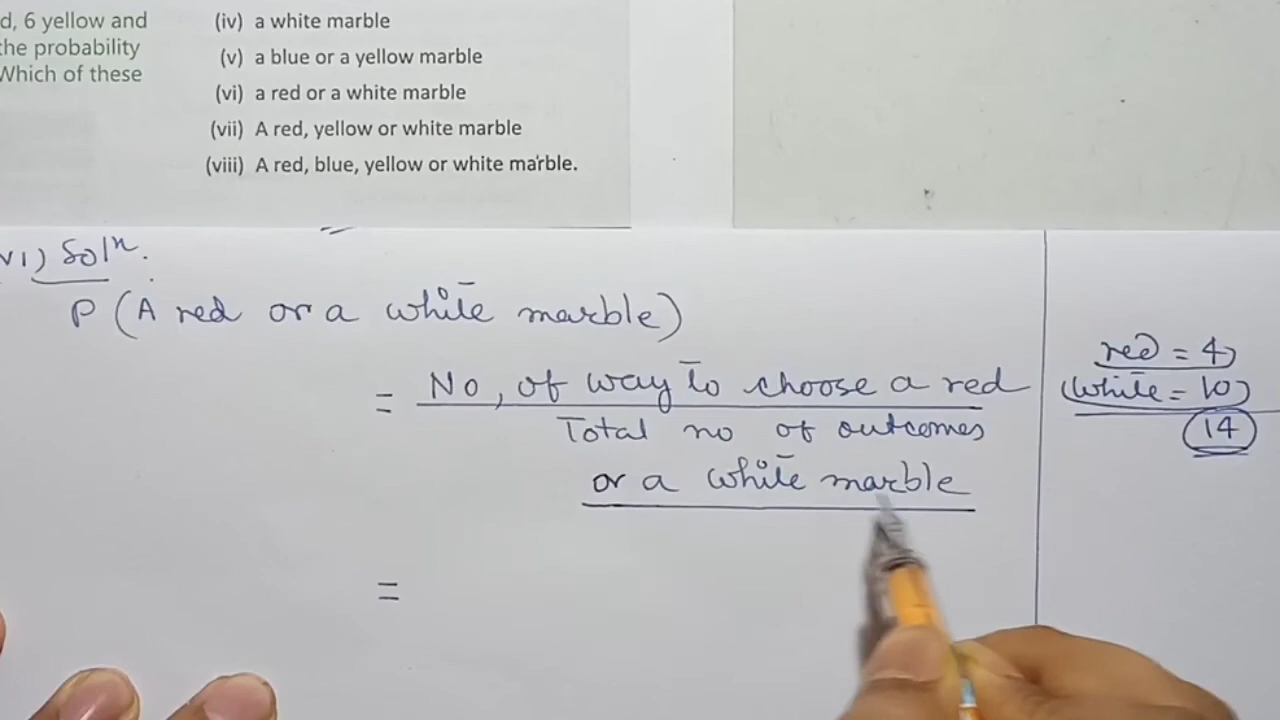 d, 6 yellow and
the probability
Which of these
(iv) a white marble
(v) a blue or a yellow marble
(vi) a red or a white marble
(vii) A red, yellow or white marble
(viii) A red, blue, yellow or white marble.
VI) Solⁿ.
P (A red or a white marble)
= No, of way to choose a red
Total no of outcomes
or a white marble
=
red = 4
white = 10
14